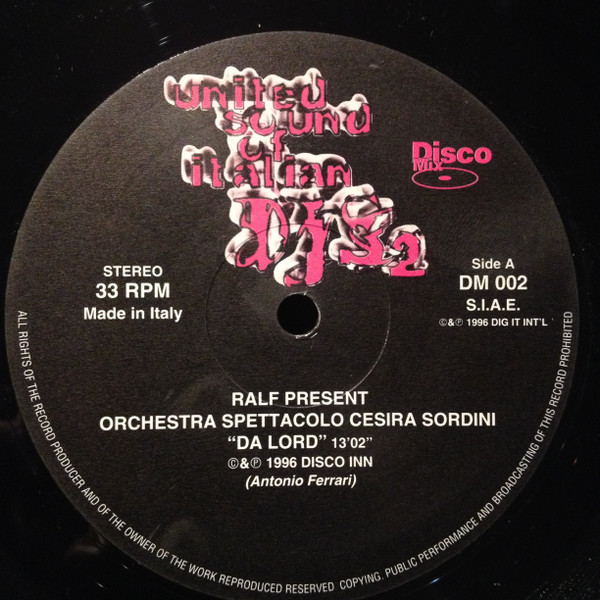 united
sound
of
italian
DJ'S 2
Disco
Mix
STEREO
33 RPM
Made in Italy
Side A
DM 002
S.I.A.E.
©&℗ 1996 DIG IT INT'L
RALF PRESENT
ORCHESTRA SPETTACOLO CESIRA SORDINI
“DA LORD” 13'02”
©&℗ 1996 DISCO INN
(Antonio Ferrari)
ALL RIGHTS OF THE RECORD PRODUCER AND OF THE OWNER OF THE WORK REPRODUCED RESERVED COPYING, PUBLIC PERFORMANCE AND BROADCASTING OF THIS RECORD PROHIBITED